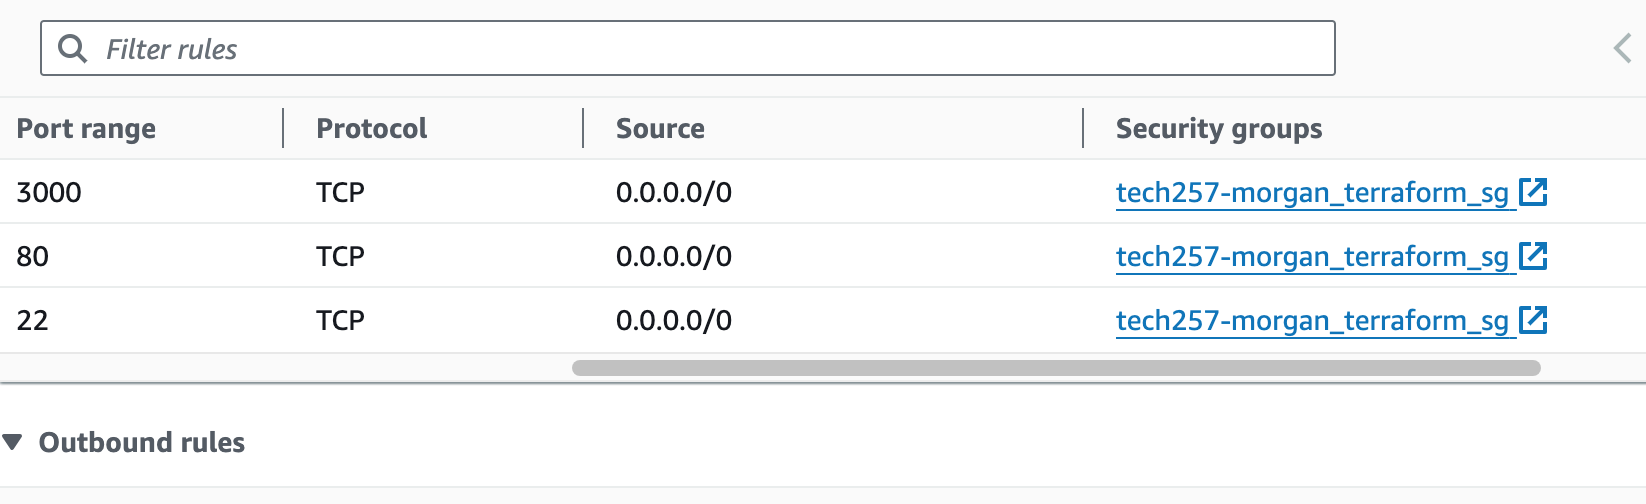 Filter rules
Port range Protocol Source Security groups
3000 TCP 0.0.0.0/0 tech257-morgan_terraform_sg
80 TCP 0.0.0.0/0 tech257-morgan_terraform_sg
22 TCP 0.0.0.0/0 tech257-morgan_terraform_sg
Outbound rules